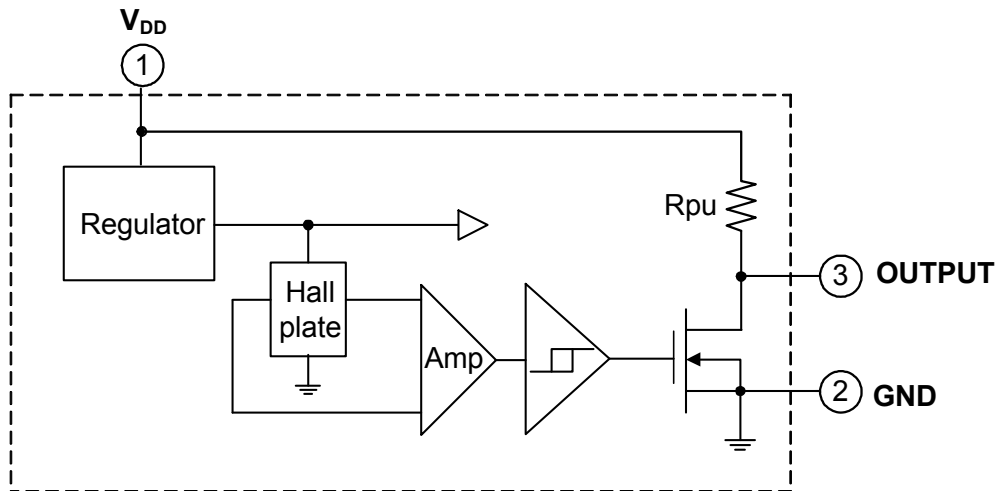 VDD
1
Regulator
Rpu
3 OUTPUT
Hall
plate
Amp
2 GND